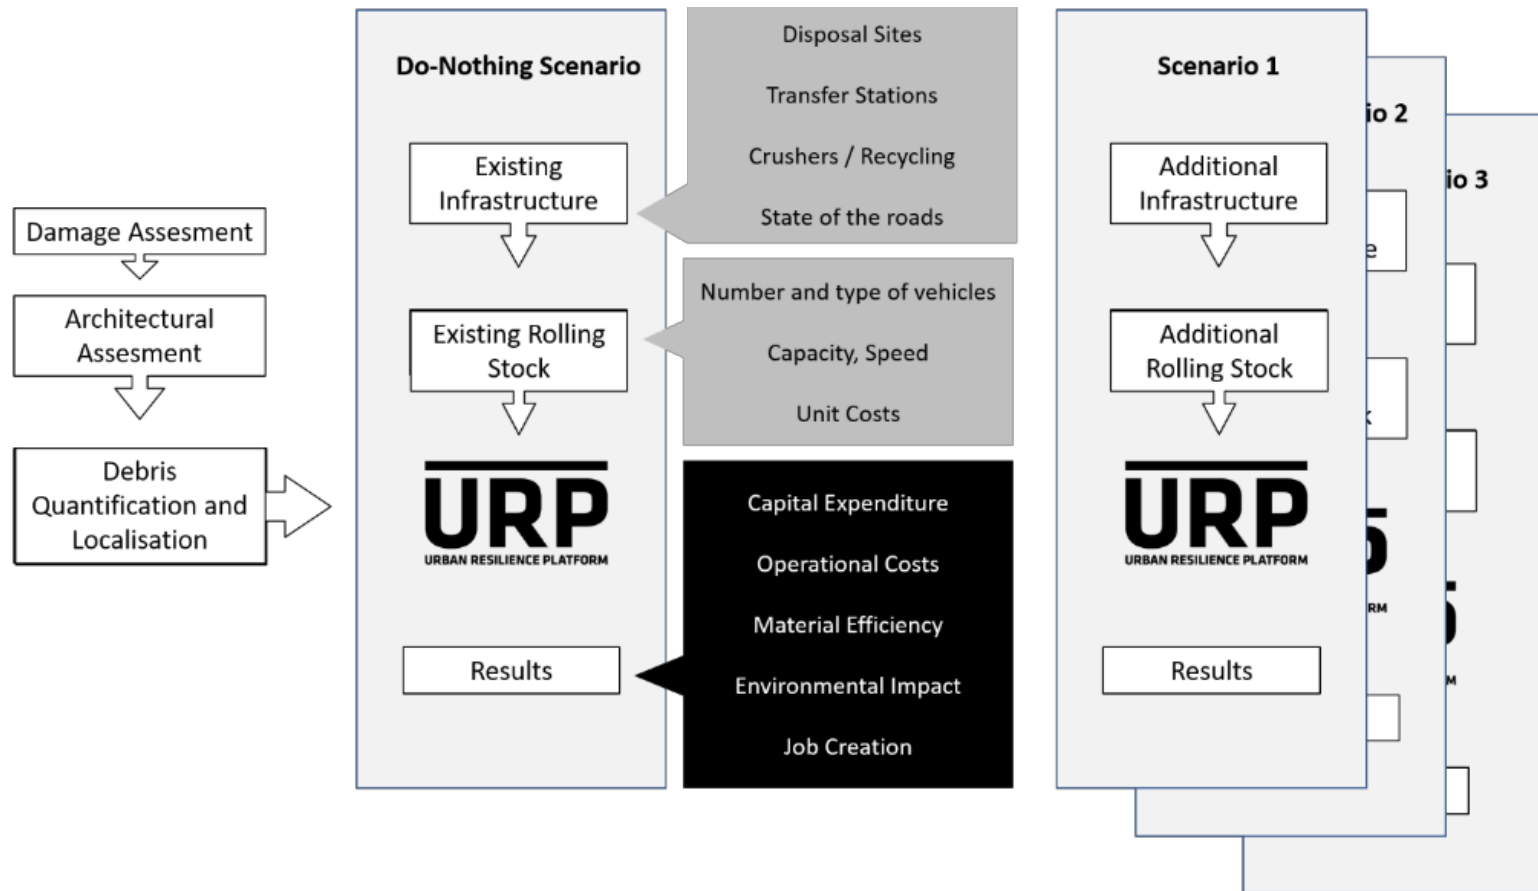 Damage Assesment
Architectural
Assesment
Debris
Quantification and
Localisation
Do-Nothing Scenario
Existing
Infrastructure
Existing Rolling
Stock
URP
URBAN RESILIENCE PLATFORM
Results
Disposal Sites
Transfer Stations
Crushers / Recycling
State of the roads
Number and type of vehicles
Capacity, Speed
Unit Costs
Capital Expenditure
Operational Costs
Material Efficiency
Environmental Impact
Job Creation
Scenario 1
Additional
Infrastructure
Additional
Rolling Stock
URP
URBAN RESILIENCE PLATFORM
Results
io 2
e
RM
io 3
M